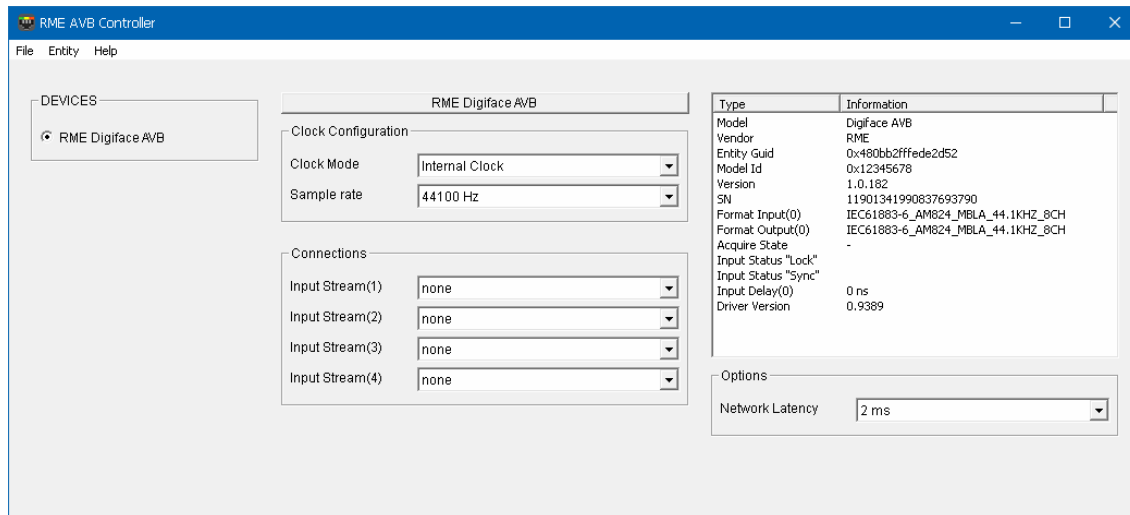 RME AVB Controller
File Entity Help
DEVICES
RME Digiface AVB
RME Digiface AVB
Clock Configuration
Clock Mode Internal Clock
Sample rate 44100 Hz
Connections
Input Stream(1) none
Input Stream(2) none
Input Stream(3) none
Input Stream(4) none
Type Information
Model Digiface AVB
Vendor RME
Entity Guid 0x480bb2fffede2d52
Model Id 0x12345678
Version 1.0.182
SN 11901341990837693790
Format Input(0) IEC61883-6_AM824_MBLA_44.1KHZ_8CH
Format Output(0) IEC61883-6_AM824_MBLA_44.1KHZ_8CH
Acquire State -
Input Status "Lock"
Input Status "Sync"
Input Delay(0) 0 ns
Driver Version 0.9389
Options
Network Latency 2 ms